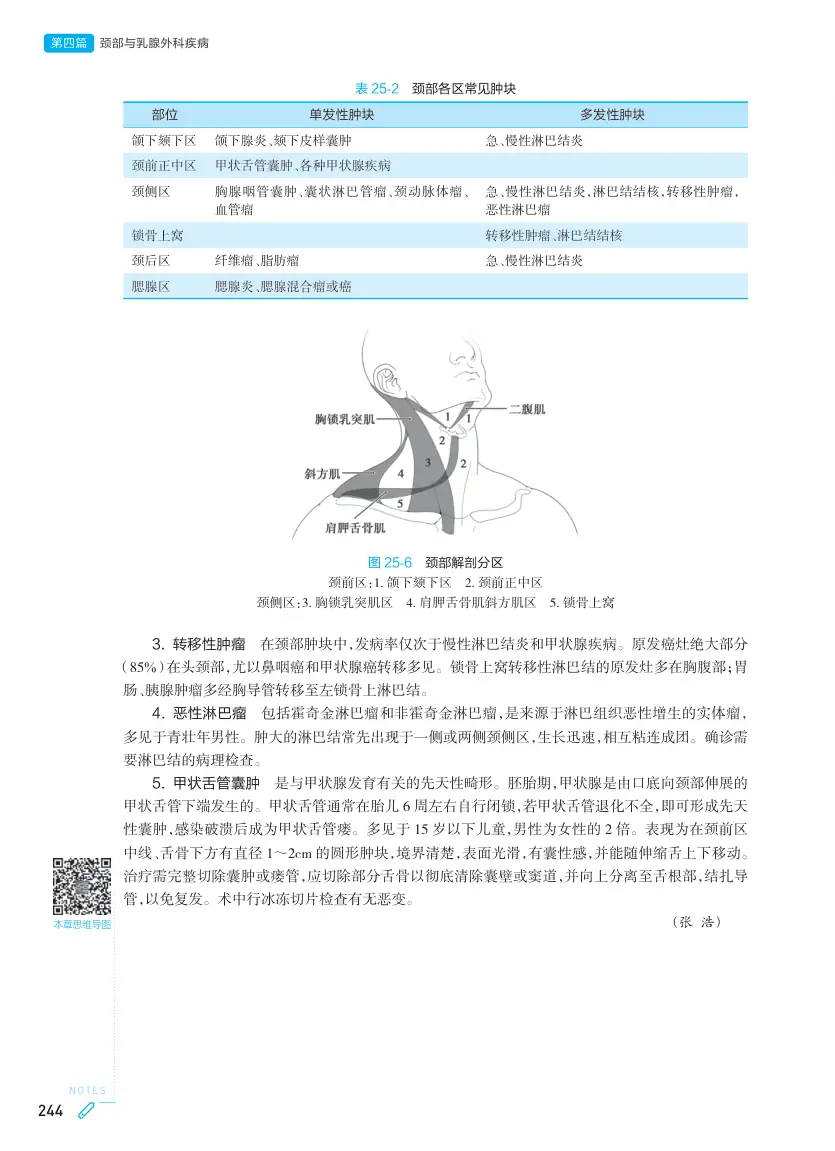 第四篇 颈部与乳腺外科疾病
表 25-2 颈部各区常见肿块
部位 单发性肿块 多发性肿块
颌下颏下区 颌下腺炎、颏下皮样囊肿 急、慢性淋巴结炎
颈前正中区 甲状舌管囊肿、各种甲状腺疾病
颈侧区 胸腺咽管囊肿、囊状淋巴管瘤、颈动脉体瘤、 急、慢性淋巴结炎,淋巴结结核,转移性肿瘤,
血管瘤 恶性淋巴瘤
锁骨上窝 转移性肿瘤、淋巴结结核
颈后区 纤维瘤、脂肪瘤 急、慢性淋巴结炎
腮腺区 腮腺炎、腮腺混合瘤或癌
二腹肌
胸锁乳突肌
1 1
2
3 2
斜方肌 4
5
肩胛舌骨肌
图 25-6 颈部解剖分区
颈前区:1. 颌下颏下区 2. 颈前正中区
颈侧区:3. 胸锁乳突肌区 4. 肩胛舌骨肌斜方肌区 5. 锁骨上窝
3. 转移性肿瘤 在颈部肿块中,发病率仅次于慢性淋巴结炎和甲状腺疾病。原发癌灶绝大部分
(85%)在头颈部,尤以鼻咽癌和甲状腺癌转移多见。锁骨上窝转移性淋巴结的原发灶多在胸腹部;胃
肠、胰腺肿瘤多经胸导管转移至左锁骨上淋巴结。
4. 恶性淋巴瘤 包括霍奇金淋巴瘤和非霍奇金淋巴瘤,是来源于淋巴组织恶性增生的实体瘤,
多见于青壮年男性。肿大的淋巴结常先出现于一侧或两侧颈侧区,生长迅速,相互粘连成团。确诊需
要淋巴结的病理检查。
5. 甲状舌管囊肿 是与甲状腺发育有关的先天性畸形。胚胎期,甲状腺是由口底向颈部伸展的
甲状舌管下端发生的。甲状舌管通常在胎儿 6 周左右自行闭锁,若甲状舌管退化不全,即可形成先天
性囊肿,感染破溃后成为甲状舌管瘘。多见于 15 岁以下儿童,男性为女性的 2 倍。表现为在颈前区
中线、舌骨下方有直径 1～2cm 的圆形肿块,境界清楚,表面光滑,有囊性感,并能随伸缩舌上下移动。
治疗需完整切除囊肿或瘘管,应切除部分舌骨以彻底清除囊壁或窦道,并向上分离至舌根部,结扎导
管,以免复发。术中行冰冻切片检查有无恶变。
(张 浩)
本章思维导图
NOTES
244